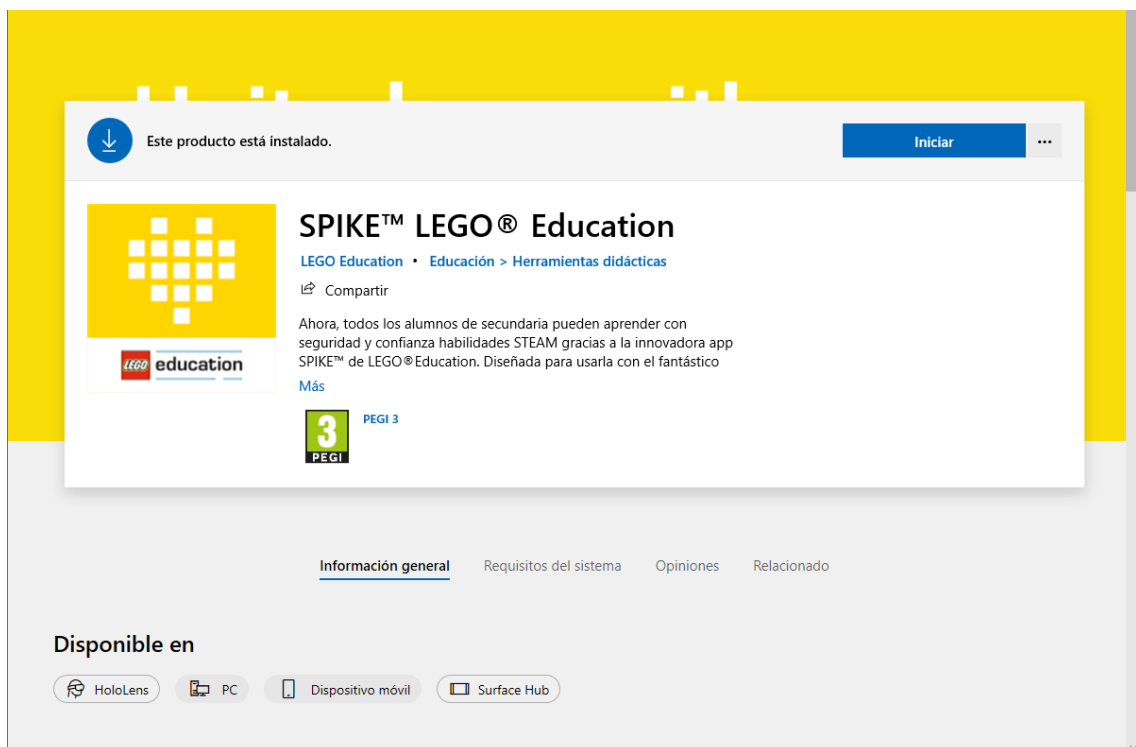 Este producto está instalado.
Iniciar
SPIKE™ LEGO® Education
LEGO Education • Educación > Herramientas didácticas
Compartir
Ahora, todos los alumnos de secundaria pueden aprender con
seguridad y confianza habilidades STEAM gracias a la innovadora app
SPIKE™ de LEGO®Education. Diseñada para usarla con el fantástico
Más
LEGO education
3
PEGI
PEGI 3
Información general Requisitos del sistema Opiniones Relacionado
Disponible en
HoloLens PC Dispositivo móvil Surface Hub